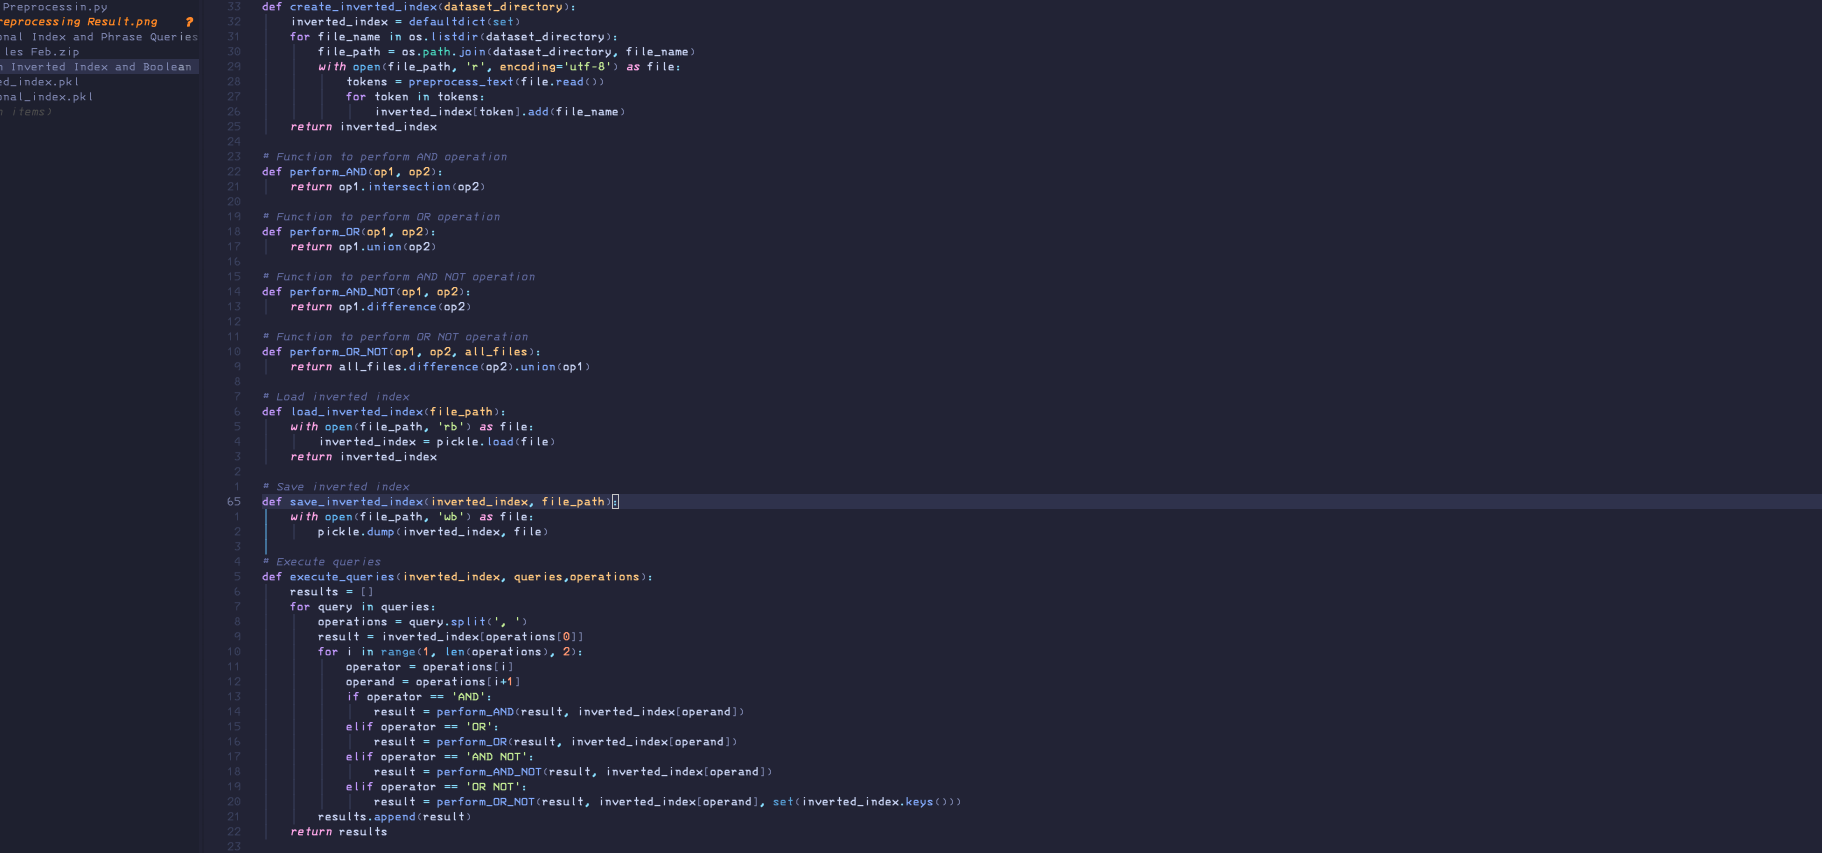 Preprocessin.py
reprocessing Result.png ?
onal Index and Phrase Queries
les Feb.zip
n Inverted Index and Boolean
ed_index.pkl
onal_index.pkl
n items)
33 def create_inverted_index(dataset_directory):
32 inverted_index = defaultdict(set)
31 for file_name in os.listdir(dataset_directory):
30 file_path = os.path.join(dataset_directory, file_name)
29 with open(file_path, 'r', encoding='utf-8') as file:
28 tokens = preprocess_text(file.read())
27 for token in tokens:
26 inverted_index[token].add(file_name)
25 return inverted_index
24
23 # Function to perform AND operation
22 def perform_AND(op1, op2):
21 return op1.intersection(op2)
20
19 # Function to perform OR operation
18 def perform_OR(op1, op2):
17 return op1.union(op2)
16
15 # Function to perform AND NOT operation
14 def perform_AND_NOT(op1, op2):
13 return op1.difference(op2)
12
11 # Function to perform OR NOT operation
10 def perform_OR_NOT(op1, op2, all_files):
9 return all_files.difference(op2).union(op1)
8
7 # Load inverted index
6 def load_inverted_index(file_path):
5 with open(file_path, 'rb') as file:
4 inverted_index = pickle.load(file)
3 return inverted_index
2
1 # Save inverted index
65 def save_inverted_index(inverted_index, file_path):
1 with open(file_path, 'wb') as file:
2 pickle.dump(inverted_index, file)
3
4 # Execute queries
5 def execute_queries(inverted_index, queries,operations):
6 results = []
7 for query in queries:
8 operations = query.split(', ')
9 result = inverted_index[operations[0]]
10 for i in range(1, len(operations), 2):
11 operator = operations[i]
12 operand = operations[i+1]
13 if operator == 'AND':
14 result = perform_AND(result, inverted_index[operand])
15 elif operator == 'OR':
16 result = perform_OR(result, inverted_index[operand])
17 elif operator == 'AND NOT':
18 result = perform_AND_NOT(result, inverted_index[operand])
19 elif operator == 'OR NOT':
20 result = perform_OR_NOT(result, inverted_index[operand], set(inverted_index.keys()))
21 results.append(result)
22 return results
23